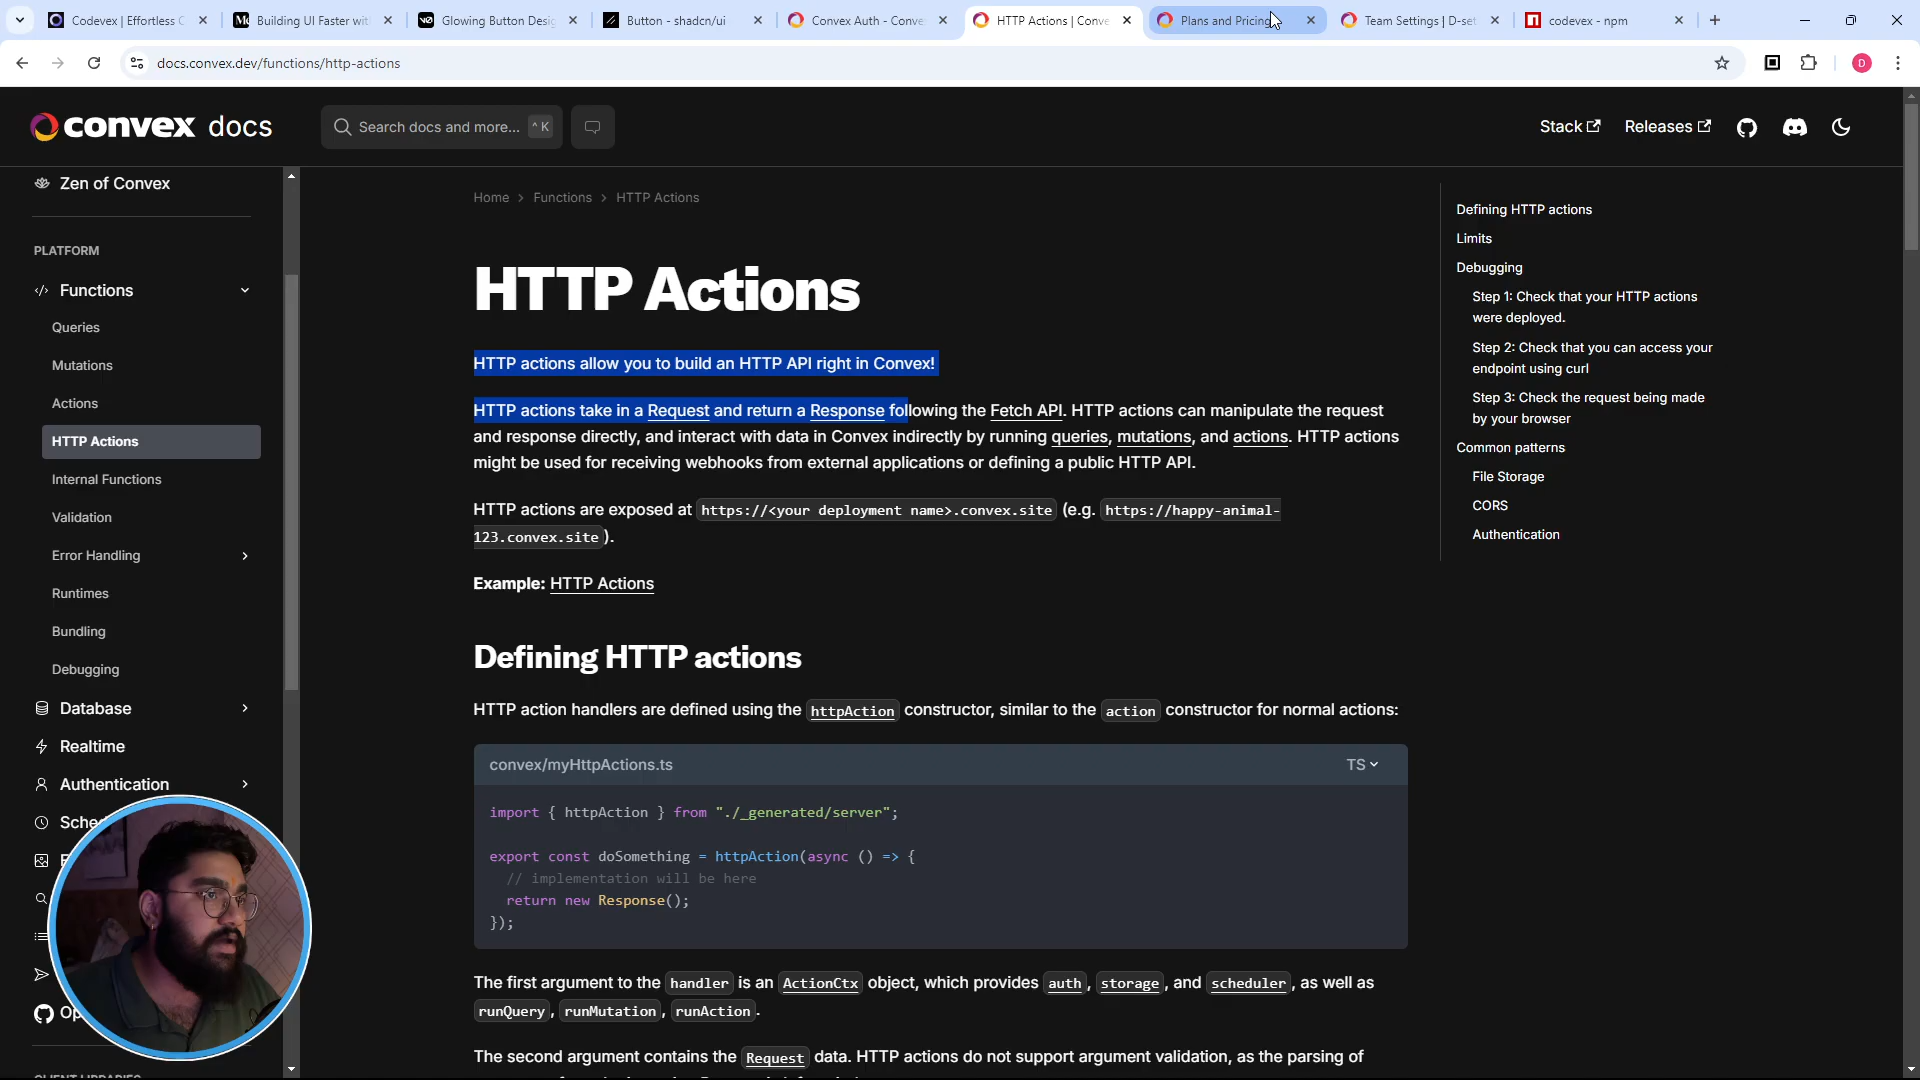 Codevex | Effortless C
Building UI Faster wit
Glowing Button Desig
Button - shadcn/ui
Convex Auth - Conve
HTTP Actions | Conve
Plans and Pricing
Team Settings | D-set
codevex - npm
docs.convex.dev/functions/http-actions
D
convex docs
Search docs and more...
^ K
Stack
Releases
Zen of Convex
PLATFORM
Functions
Queries
Mutations
Actions
HTTP Actions
Internal Functions
Validation
Error Handling
Runtimes
Bundling
Debugging
Database
Realtime
Authentication
Sche
Op
Home > Functions > HTTP Actions
HTTP Actions
HTTP actions allow you to build an HTTP API right in Convex!
HTTP actions take in a Request and return a Response following the Fetch API. HTTP actions can manipulate the request
and response directly, and interact with data in Convex indirectly by running queries, mutations, and actions. HTTP actions
might be used for receiving webhooks from external applications or defining a public HTTP API.
HTTP actions are exposed at https://<your deployment name>.convex.site (e.g. https://happy-animal-
123.convex.site ).
Example: HTTP Actions
Defining HTTP actions
HTTP action handlers are defined using the httpAction constructor, similar to the action constructor for normal actions:
convex/myHttpActions.ts
TS
import { httpAction } from "./_generated/server";
export const doSomething = httpAction(async () => {
// implementation will be here
return new Response();
});
The first argument to the handler is an ActionCtx object, which provides auth , storage , and scheduler , as well as
runQuery , runMutation , runAction .
The second argument contains the Request data. HTTP actions do not support argument validation, as the parsing of
Defining HTTP actions
Limits
Debugging
Step 1: Check that your HTTP actions
were deployed.
Step 2: Check that you can access your
endpoint using curl
Step 3: Check the request being made
by your browser
Common patterns
File Storage
CORS
Authentication